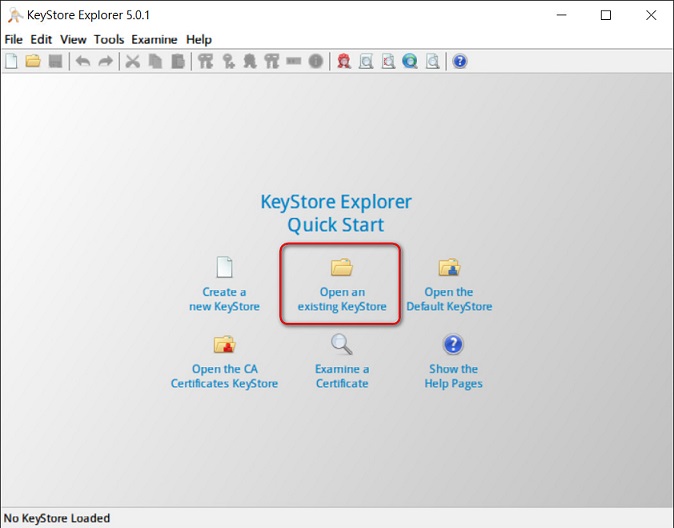 KeyStore Explorer 5.0.1
File Edit View Tools Examine Help
KeyStore Explorer
Quick Start
Create a
new KeyStore
Open an
existing KeyStore
Open the
Default KeyStore
Open the CA
Certificates KeyStore
Examine a
Certificate
Show the
Help Pages
No KeyStore Loaded